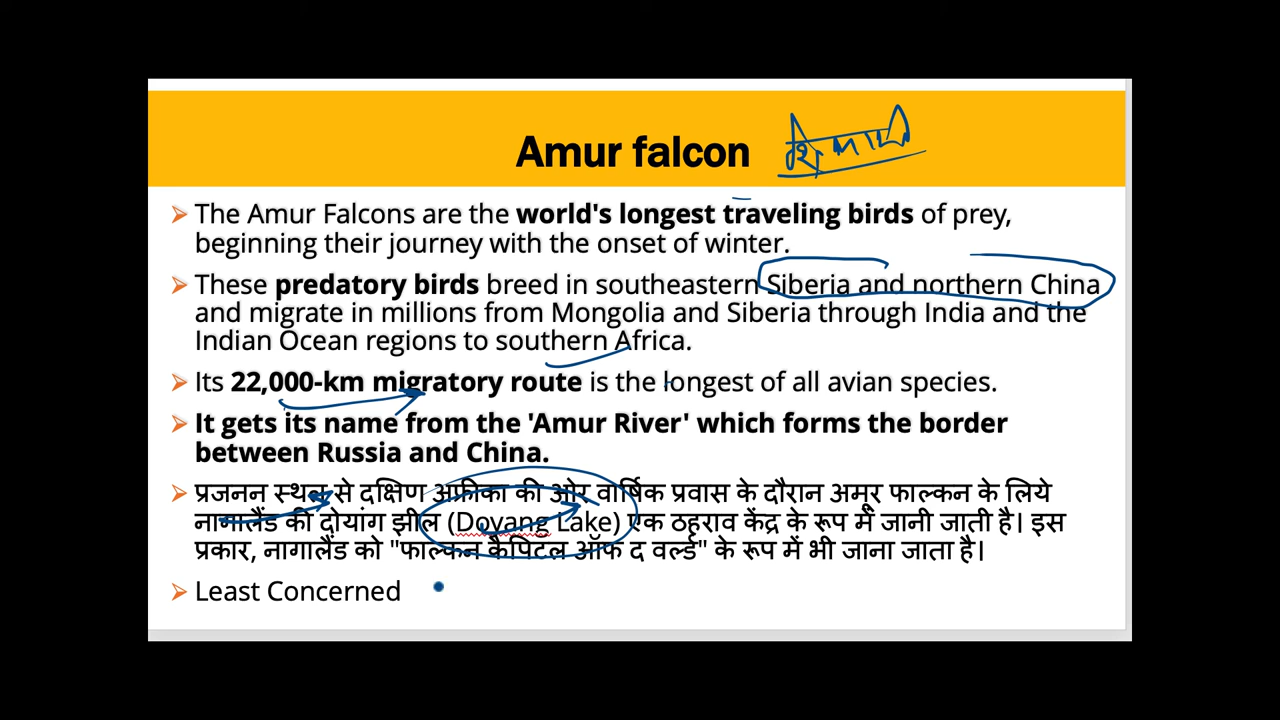 Amur falcon
➢ The Amur Falcons are the world's longest traveling birds of prey,
beginning their journey with the onset of winter.
➢ These predatory birds breed in southeastern Siberia and northern China
and migrate in millions from Mongolia and Siberia through India and the
Indian Ocean regions to southern Africa.
➢ Its 22,000-km migratory route is the longest of all avian species.
➢ It gets its name from the 'Amur River' which forms the border
between Russia and China.
➢ प्रजनन स्थल से दक्षिण अफ्रीका की ओर वार्षिक प्रवास के दौरान अमूर फाल्कन के लिये
नागालैंड की दोयांग झील (Doyang Lake) एक ठहराव केंद्र के रूप में जानी जाती है। इस
प्रकार, नागालैंड को "फाल्कन कैपिटल ऑफ द वर्ल्ड" के रूप में भी जाना जाता है।
➢ Least Concerned